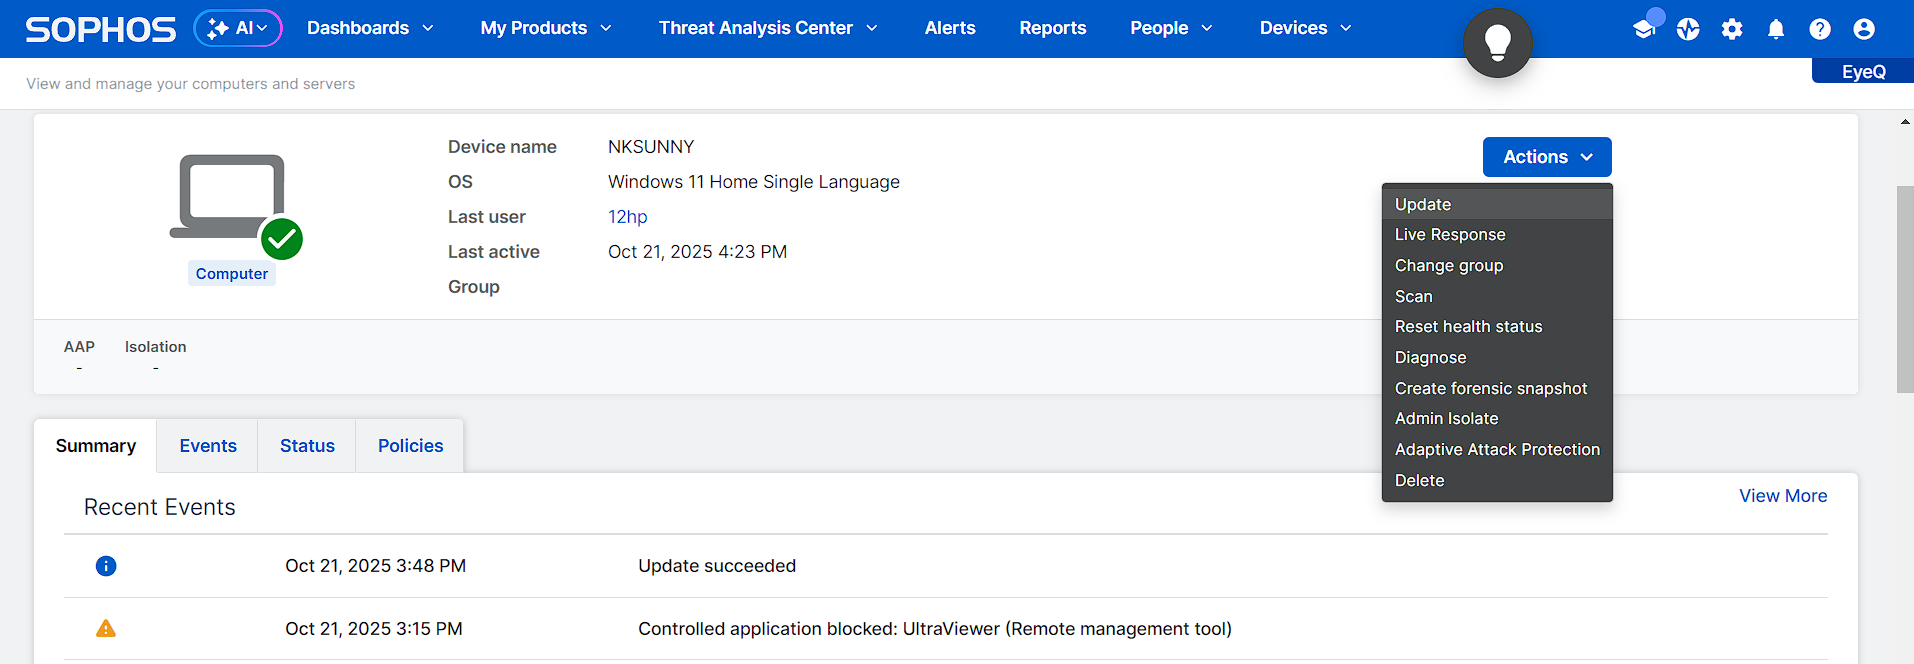 SOPHOS AI Dashboards My Products Threat Analysis Center Alerts Reports People Devices
View and manage your computers and servers
EyeQ
Device name NKSUNNY
OS Windows 11 Home Single Language
Last user 12hp
Last active Oct 21, 2025 4:23 PM
Group
Computer
Actions
Update
Live Response
Change group
Scan
Reset health status
Diagnose
Create forensic snapshot
Admin Isolate
Adaptive Attack Protection
Delete
AAP Isolation
- -
Summary Events Status Policies
Recent Events
View More
Oct 21, 2025 3:48 PM Update succeeded
Oct 21, 2025 3:15 PM Controlled application blocked: UltraViewer (Remote management tool)